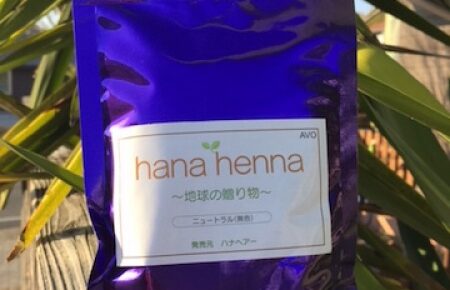 AVO
hana henna
～地球の贈り物～
ニュートラル(無色)
発売元 ハナヘアー